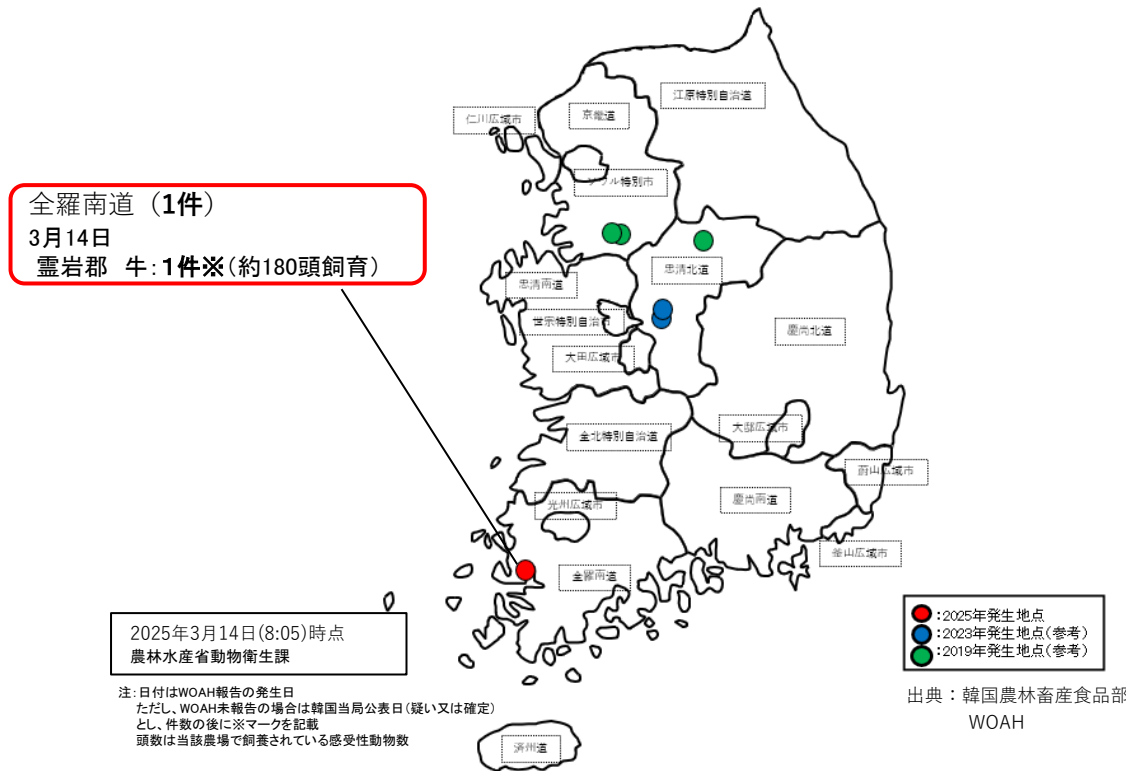 江原特別自治道
京畿道
仁川広域市
ソウル特別市
全羅南道（1件）
3月14日
霊岩郡　牛：1件※（約180頭飼育）
忠清北道
忠清南道
世宗特別自治市
慶尚北道
大田広域市
大邱広域市
全北特別自治道
蔚山広域市
慶尚南道
光州広域市
釜山広域市
全羅南道
2025年3月14日(8:05)時点
農林水産省動物衛生課
：2025年発生地点
：2023年発生地点(参考)
：2019年発生地点(参考)
注：日付はWOAH報告の発生日
ただし、WOAH未報告の場合は韓国当局公表日(疑い又は確定)
とし、件数の後に※マークを記載
頭数は当該農場で飼養されている感受性動物数
出典：韓国農林畜産食品部
WOAH
済州道